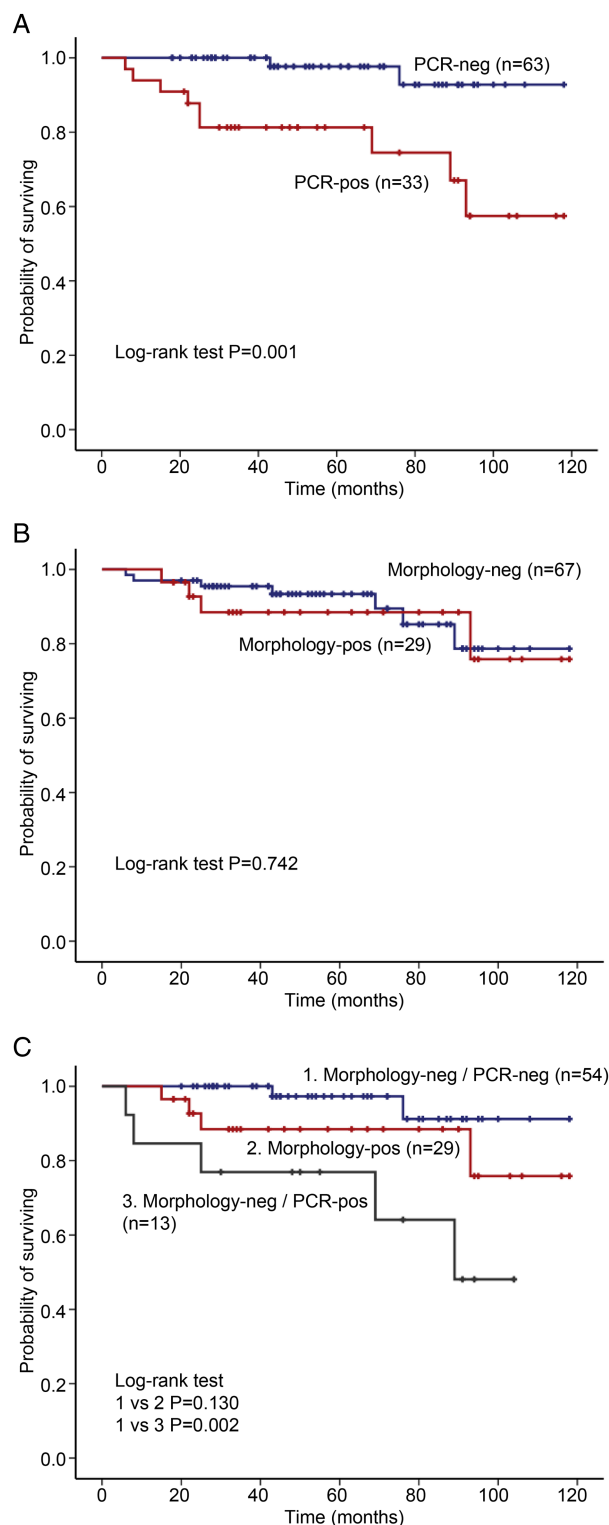 A
1.0
PCR-neg (n=63)
0.8
PCR-pos (n=33)
Probability of surviving
0.6
0.4
0.2
Log-rank test P=0.001
0.0
0 20 40 60 80 100 120
Time (months)
B
1.0
Morphology-neg (n=67)
0.8
Morphology-pos (n=29)
Probability of surviving
0.6
0.4
0.2
Log-rank test P=0.742
0.0
0 20 40 60 80 100 120
Time (months)
C
1. Morphology-neg / PCR-neg (n=54)
1.0
2. Morphology-pos (n=29)
0.8
3. Morphology-neg / PCR-pos
(n=13)
Probability of surviving
0.6
0.4
Log-rank test
0.2
1 vs 2 P=0.130
1 vs 3 P=0.002
0.0
0 20 40 60 80 100 120
Time (months)